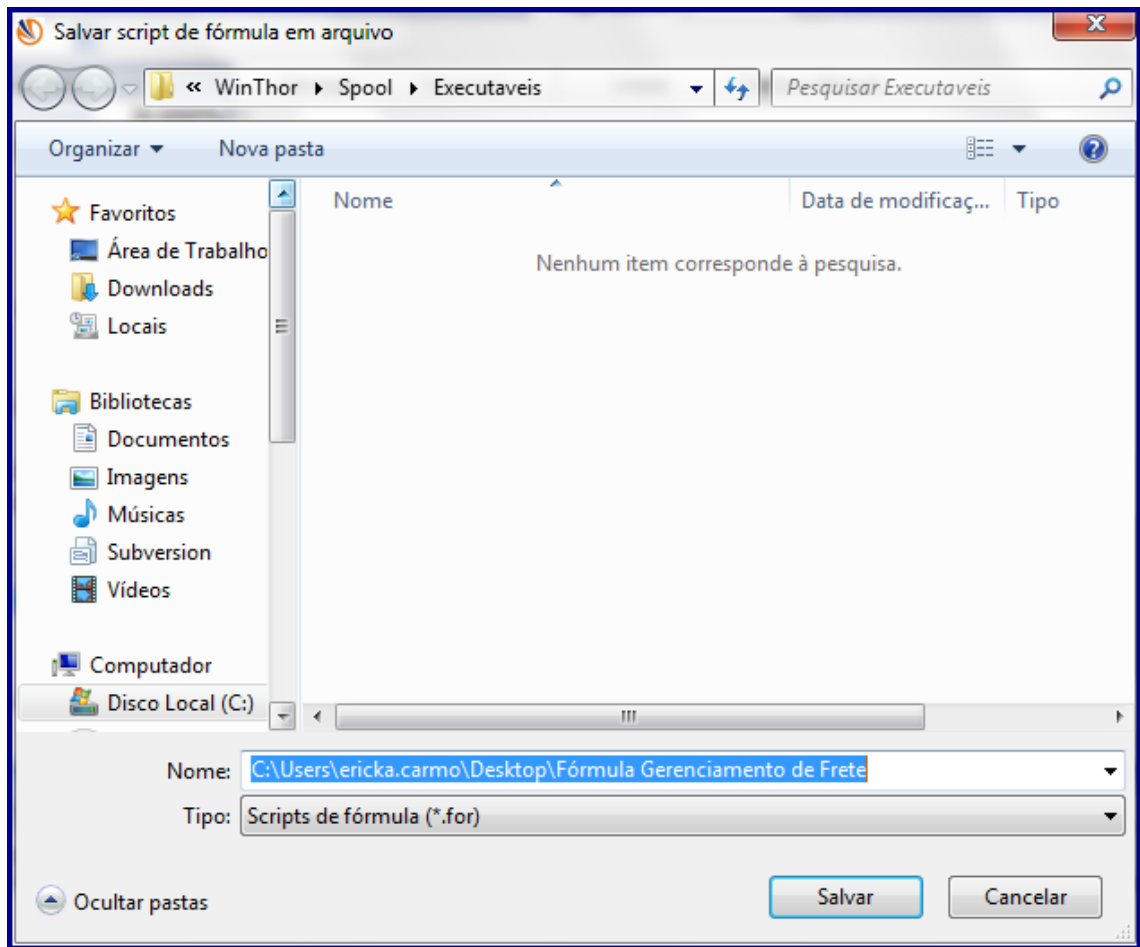 Salvar script de fórmula em arquivo
« WinThor Spool Executaveis Pesquisar Executaveis
Organizar Nova pasta
Nome Data de modificaç... Tipo
Nenhum item corresponde à pesquisa.
Favoritos
Área de Trabalho
Downloads
Locais
Bibliotecas
Documentos
Imagens
Músicas
Subversion
Vídeos
Computador
Disco Local (C:)
Nome: C:\Users\ericka.carmo\Desktop\Fórmula Gerenciamento de Frete
Tipo: Scripts de fórmula (*.for)
Ocultar pastas Salvar Cancelar